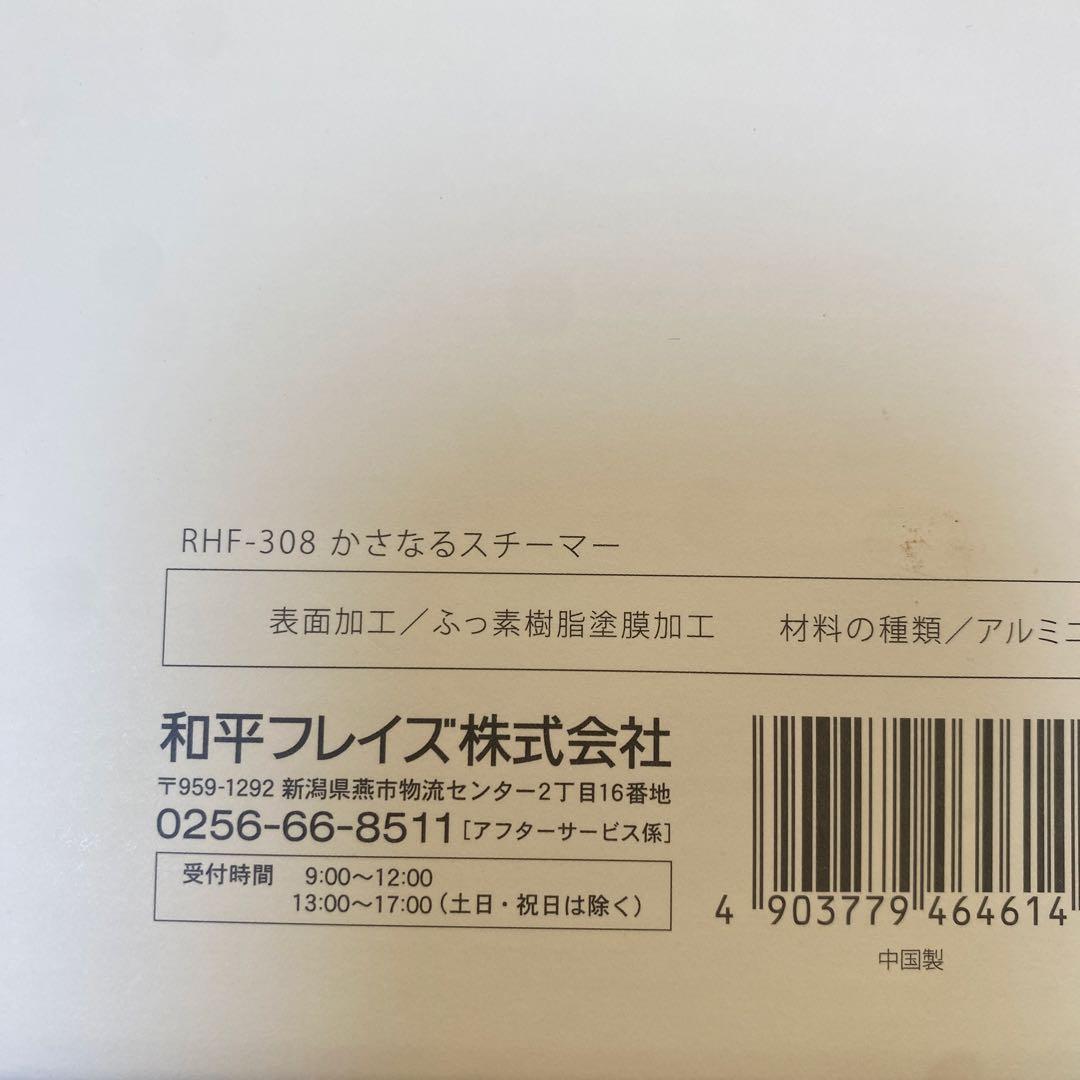 RHF-308 かさなるスチーマー
表面加工／ふっ素樹脂塗膜加工　材料の種類／アルミ
和平フレイズ株式会社
〒959-1292 新潟県燕市物流センター2丁目16番地
0256-66-8511［アフターサービス係］
受付時間　9:00～12:00
13:00～17:00（土日・祝日は除く）
4 903779 464614
中国製